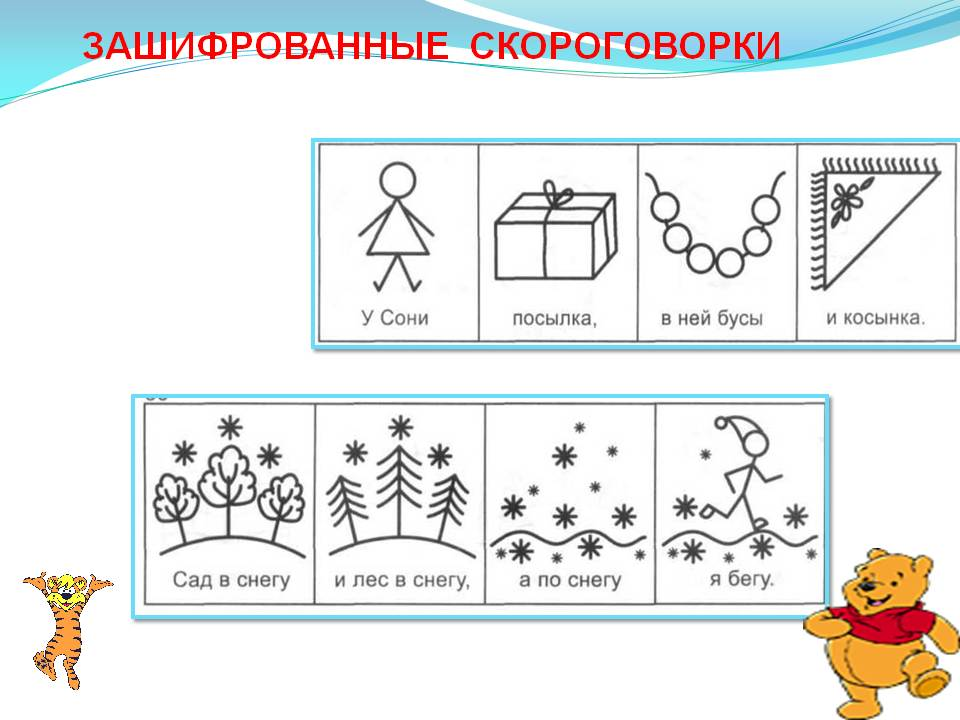 ЗАШИФРОВАННЫЕ СКОРОГОВОРКИ
У Сони посылка, в ней бусы и косынка.
Сад в снегу и лес в снегу, а по снегу я бегу.